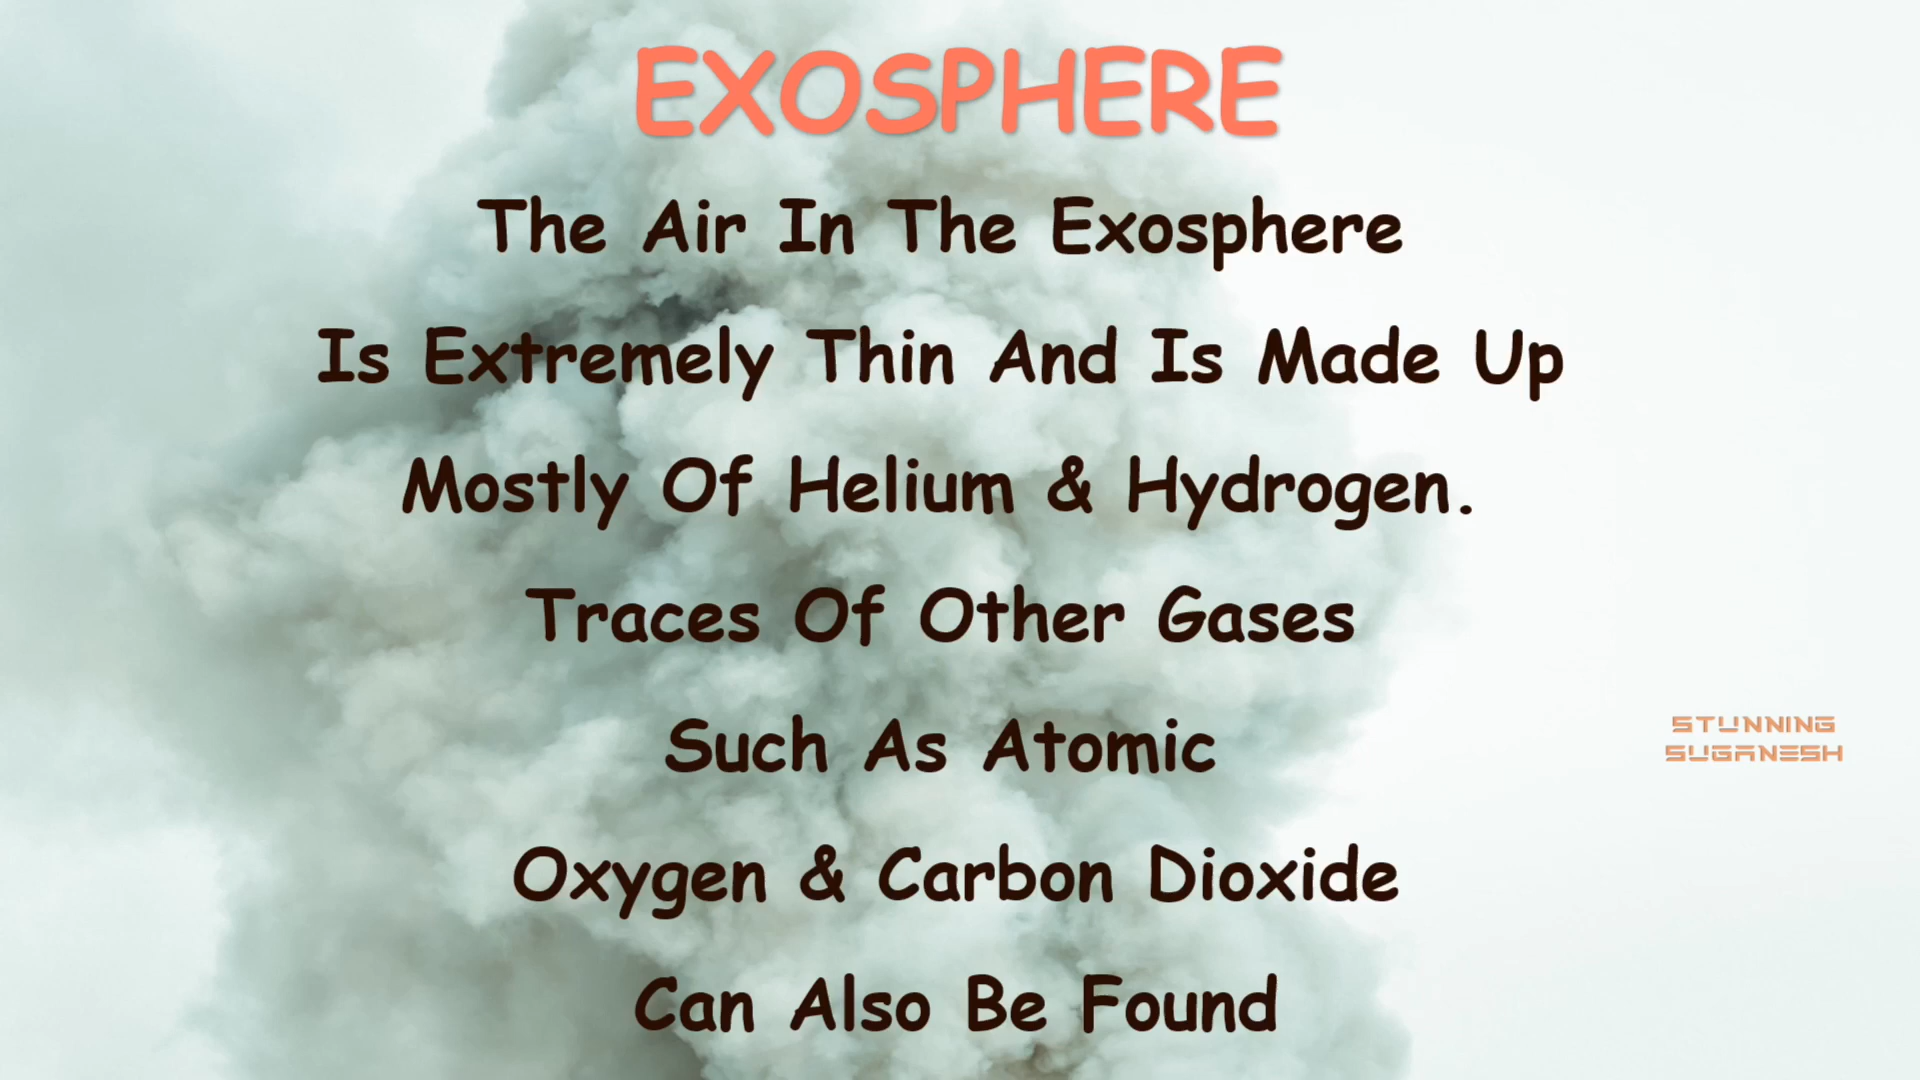 EXOSPHERE
The Air In The Exosphere
Is Extremely Thin And Is Made Up
Mostly Of Helium & Hydrogen.
Traces Of Other Gases
Such As Atomic
Oxygen & Carbon Dioxide
Can Also Be Found
STUNNING
SUGANESH